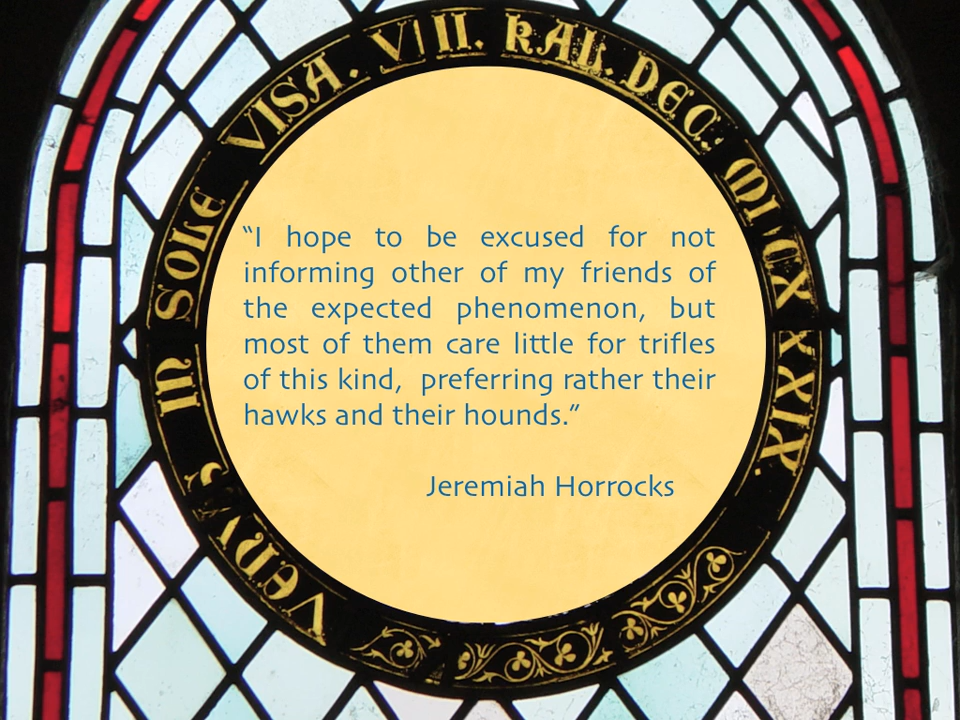 VENVS IN SOLE VISA. VIII. KAL. DEC: MDCXXXIX.
“I hope to be excused for not
informing other of my friends of
the expected phenomenon, but
most of them care little for trifles
of this kind, preferring rather their
hawks and their hounds.”
Jeremiah Horrocks